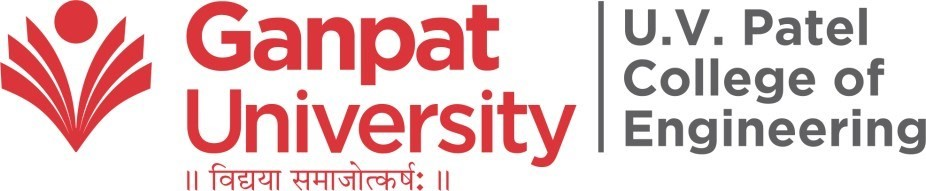 Ganpat
University
॥ विद्यया समाजोत्कर्षः ॥
U.V. Patel
College of
Engineering